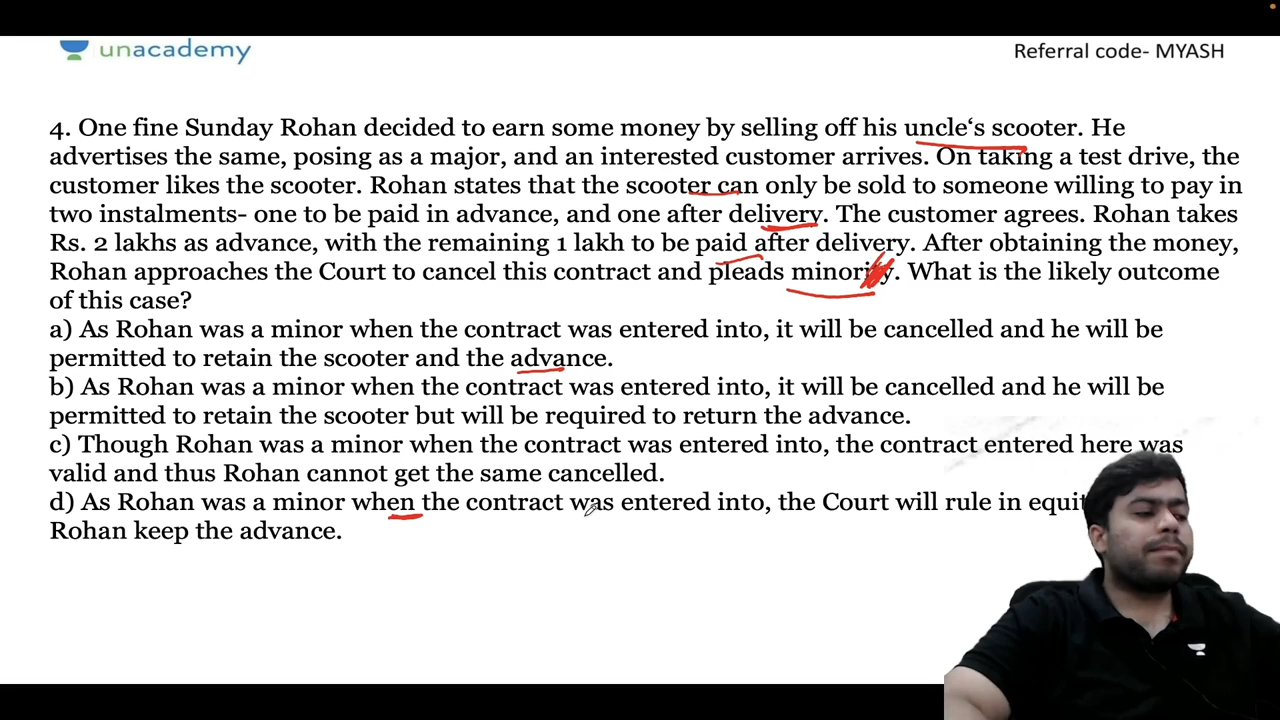 unacademy
Referral code- MYASH
4. One fine Sunday Rohan decided to earn some money by selling off his uncle‘s scooter. He
advertises the same, posing as a major, and an interested customer arrives. On taking a test drive, the
customer likes the scooter. Rohan states that the scooter can only be sold to someone willing to pay in
two instalments- one to be paid in advance, and one after delivery. The customer agrees. Rohan takes
Rs. 2 lakhs as advance, with the remaining 1 lakh to be paid after delivery. After obtaining the money,
Rohan approaches the Court to cancel this contract and pleads minority. What is the likely outcome
of this case?
a) As Rohan was a minor when the contract was entered into, it will be cancelled and he will be
permitted to retain the scooter and the advance.
b) As Rohan was a minor when the contract was entered into, it will be cancelled and he will be
permitted to retain the scooter but will be required to return the advance.
c) Though Rohan was a minor when the contract was entered into, the contract entered here was
valid and thus Rohan cannot get the same cancelled.
d) As Rohan was a minor when the contract was entered into, the Court will rule in
Rohan keep the advance.